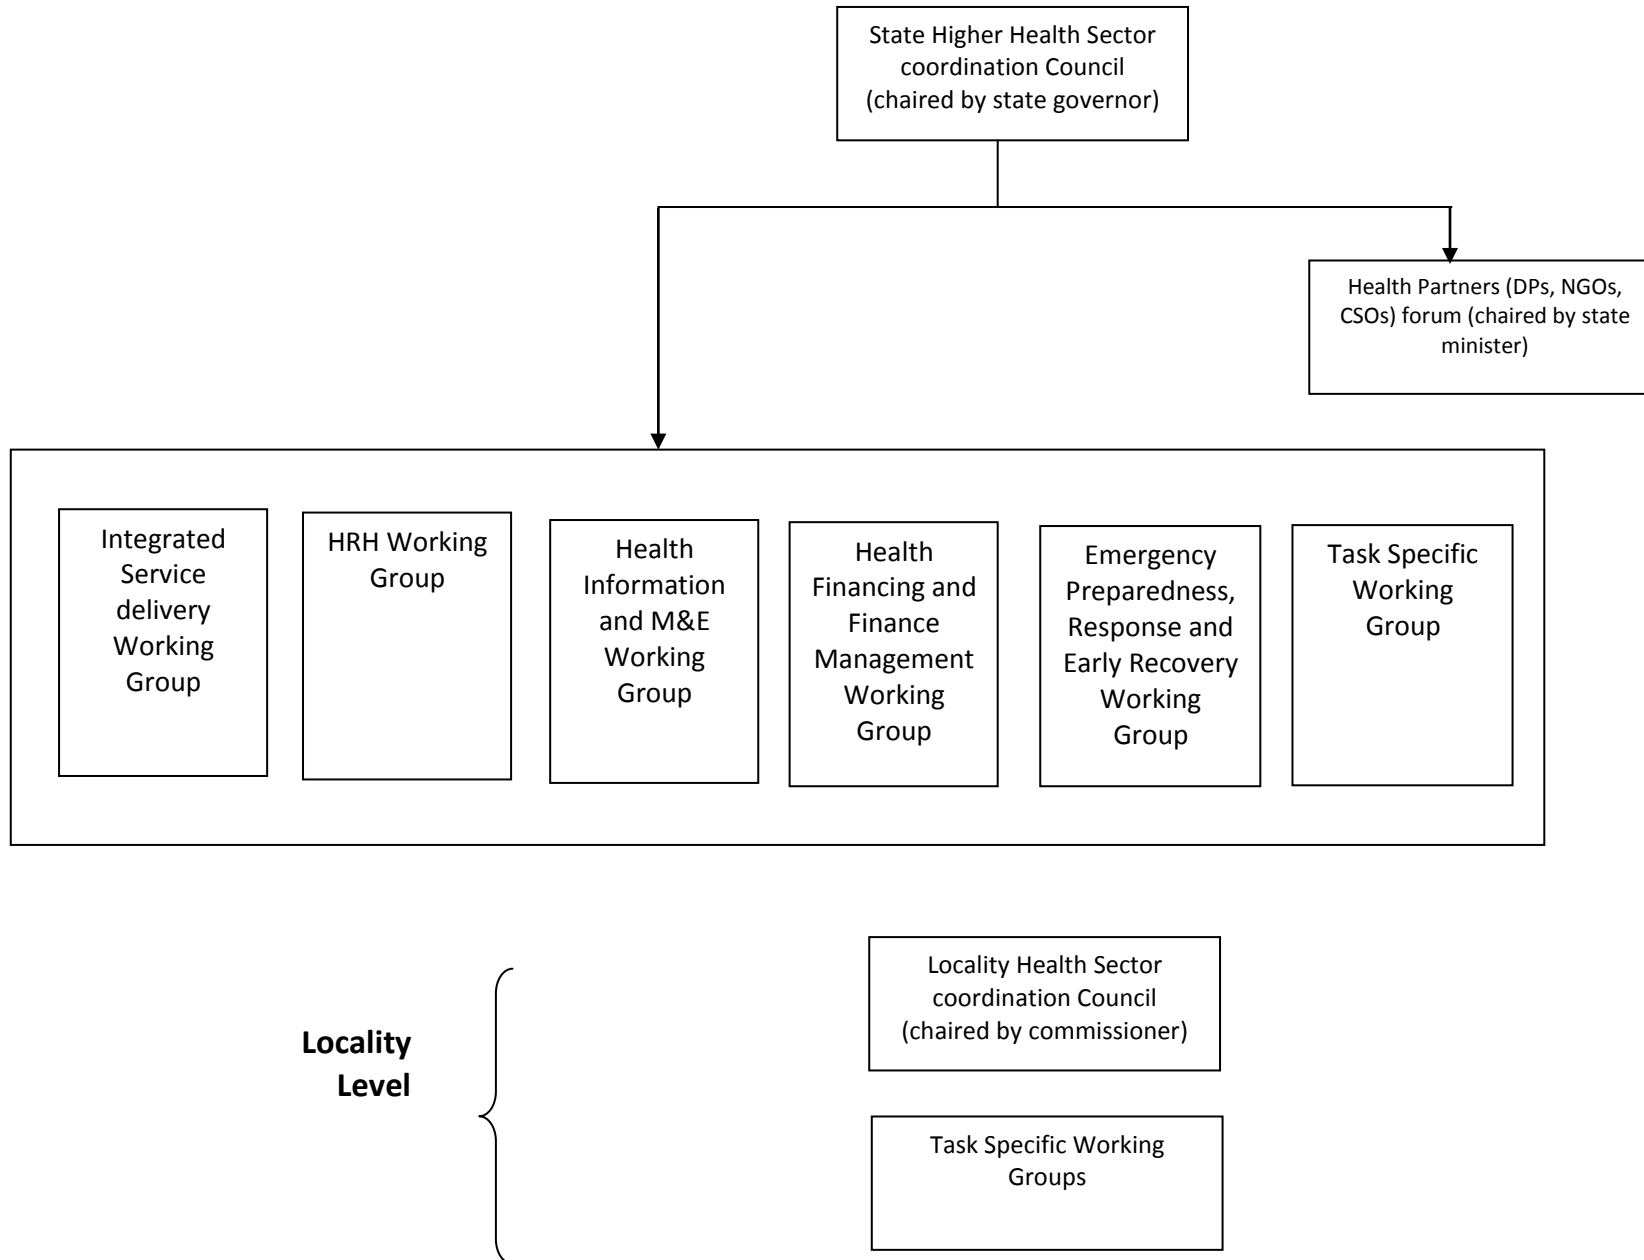 State Higher Health Sector
coordination Council
(chaired by state governor)
Health Partners (DPs, NGOs,
CSOs) forum (chaired by state
minister)
Integrated
Service
delivery
Working
Group
HRH Working
Group
Health
Information
and M&E
Working
Group
Health
Financing and
Finance
Management
Working
Group
Emergency
Preparedness,
Response and
Early Recovery
Working
Group
Task Specific
Working
Group
Locality
Level
Locality Health Sector
coordination Council
(chaired by commissioner)
Task Specific Working
Groups